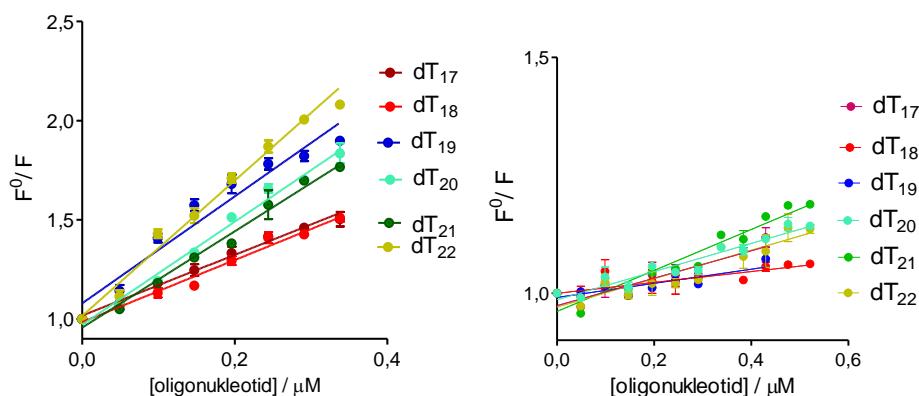 2,5
2,0
1,5
1,0
F⁰/ F
0,0
0,2
0,4
[oligonukleotid] / μM
dT₁₇
dT₁₈
dT₁₉
dT₂₀
dT₂₁
dT₂₂
1,5
1,0
F⁰/ F
0,0
0,2
0,4
0,6
[oligonukleotid] / μM
dT₁₇
dT₁₈
dT₁₉
dT₂₀
dT₂₁
dT₂₂